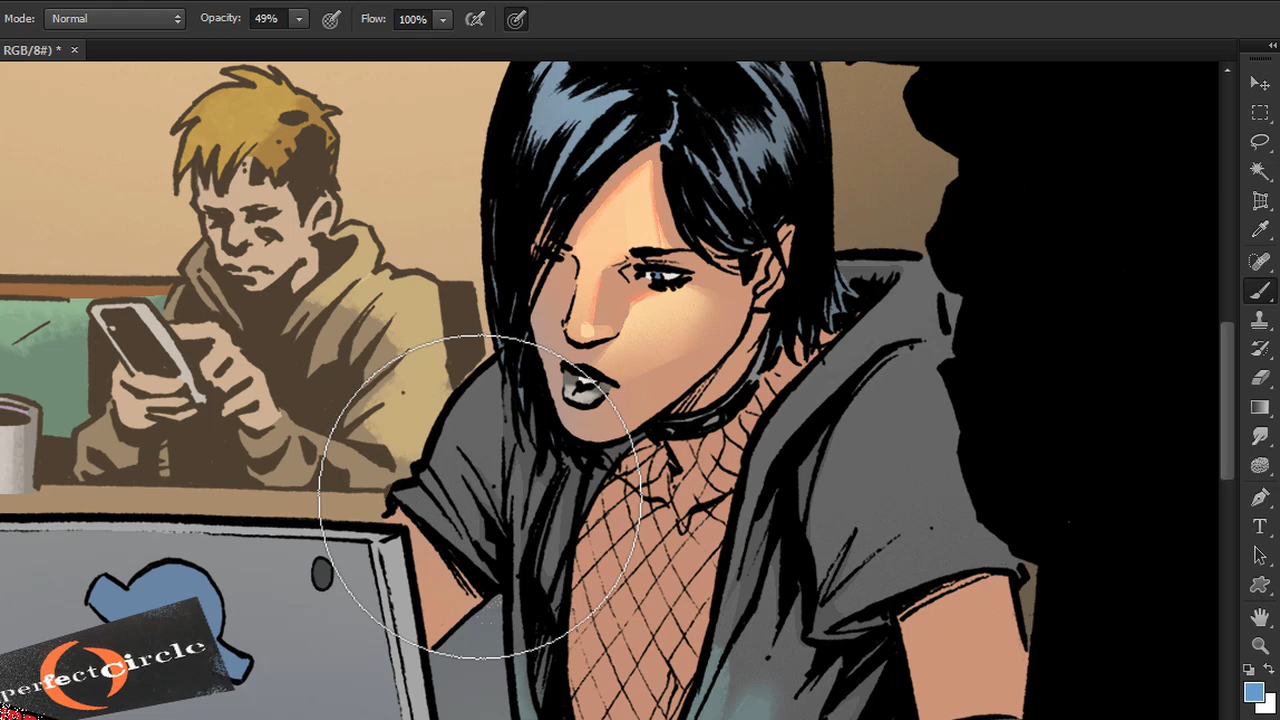 Mode: Normal Opacity: 49% Flow: 100%
RGB/8#) * ×
perfectCircle
T